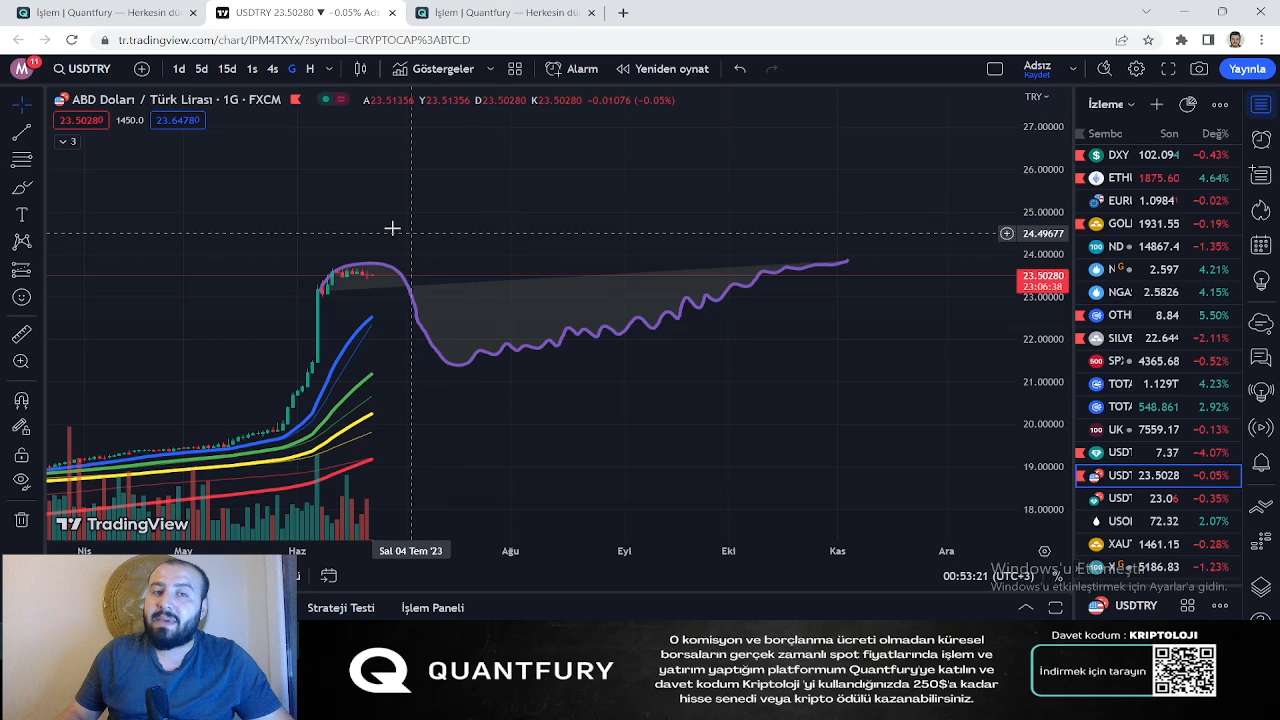 İşlem | Quantfury — Herkesin dü
USDTRY 23.50280 ▼ −0.05% Ads
İşlem | Quantfury — Herkesin dü
tr.tradingview.com/chart/lPM4TXYx/?symbol=CRYPTOCAP%3ABTC.D
M 11
USDTRY
1d 5d 15d 1s 4s G H
Göstergeler
Alarm
Yeniden oynat
Adsız
Kaydet
Yayınla
ABD Doları / Türk Lirası · 1G · FXCM
A23.51356 Y23.51356 D23.50280 K23.50280 −0.01076 (−0.05%)
TRY
23.50280 1450.0 23.64780
3
27.00000
26.00000
25.00000
24.49677
24.00000
23.50280
23:06:38
23.00000
22.00000
21.00000
20.00000
19.00000
18.00000
TradingView
Nis May Haz Sal 04 Tem '23 Ağu Eyl Eki Kas Ara
00:53:21 (UTC+3) %
Strateji Testi
İşlem Paneli
İzleme
Sembo Son Değ%
DXY 102.094 −0.43%
ETHU 1875.60 4.64%
EURU 1.0984¹ −0.02%
GOLI 1931.55 −0.19%
ND 14867.4 −1.35%
N G 2.597 4.21%
NGA: 2.5826 4.15%
OTHI 8.84 5.50%
SILVE 22.644 −2.11%
SPX 4365.68 −0.52%
TOTA 1.129T 4.23%
TOTA 548.861 2.92%
UK 7559.17 −0.13%
USDT 7.37 −4.07%
USDT 23.5028 −0.05%
USDT 23.06 −0.35%
USOI 72.32 2.07%
XAU 1461.15 −0.28%
X G 5186.83 −1.23%
Windows'u Etkinleştir
Windows'u etkinleştirmek için Ayarlar'a gidin.
USDTRY
QUANTFURY
0 komisyon ve borçlanma ücreti olmadan küresel
borsaların gerçek zamanlı spot fiyatlarında işlem ve
yatırım yaptığım platformum Quantfury'ye katılın ve
davet kodum Kriptoloji 'yi kullandığınızda 250$'a kadar
hisse senedi veya kripto ödülü kazanabilirsiniz.
Davet kodum : KRIPTOLOJI
İndirmek için tarayın